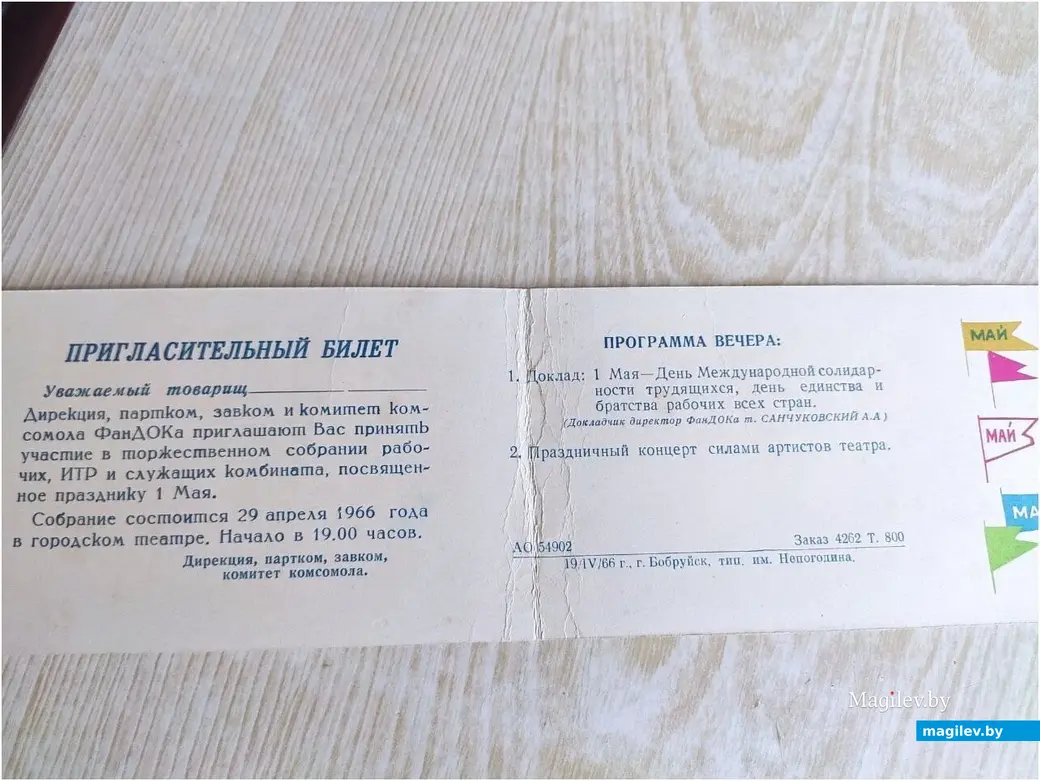 ПРИГЛАСИТЕЛЬНЫЙ БИЛЕТ
Уважаемый товарищ
Дирекция, партком, завком и комитет ком-
сомола ФанДОКа приглашают Вас принять
участие в торжественном собрании рабо-
чих, ИТР и служащих комбината, посвящен-
ное празднику 1 Мая.
Собрание состоится 29 апреля 1966 года
в городском театре. Начало в 19.00 часов.
Дирекция, партком, завком,
комитет комсомола.
ПРОГРАММА ВЕЧЕРА:
1. Доклад: 1 Мая—День Международной солидар-
ности трудящихся, день единства и
братства рабочих всех стран.
(Докладчик директор ФанДОКа т. САНЧУКОВСКИЙ А.А)
2. Праздничный концерт силами артистов театра.
АО 54902 Заказ 4262 Т. 800
19/IV/66 г., г. Бобруйск, тип. им. Непогодина.
МАЙ
МАЙ
МА
Magilev.by
magilev.by